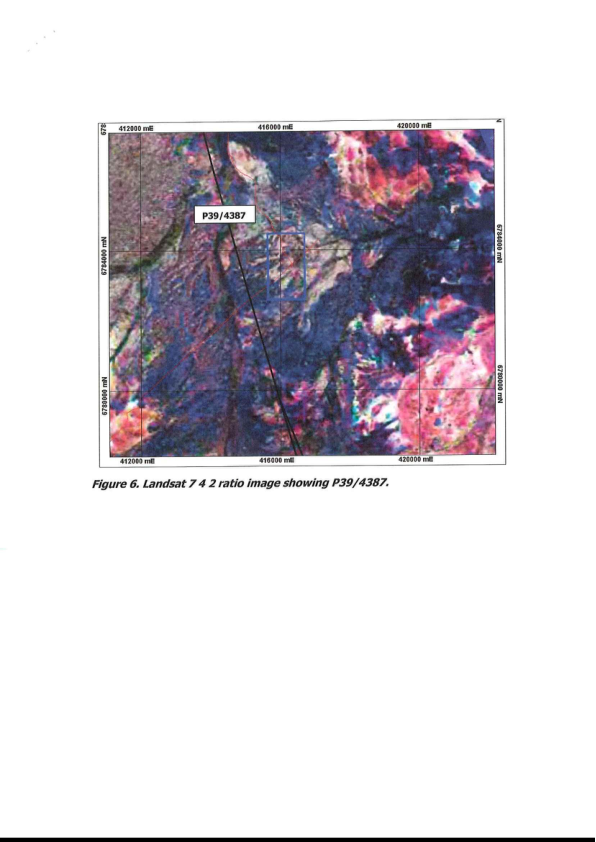 412000 mE 416000 mE 420000 mE
678
P39/4387
6784000 mN 6784000 mN
6780000 mN 6780000 mN
412000 mE 416000 mE 420000 mE
Figure 6. Landsat 7 4 2 ratio image showing P39/4387.